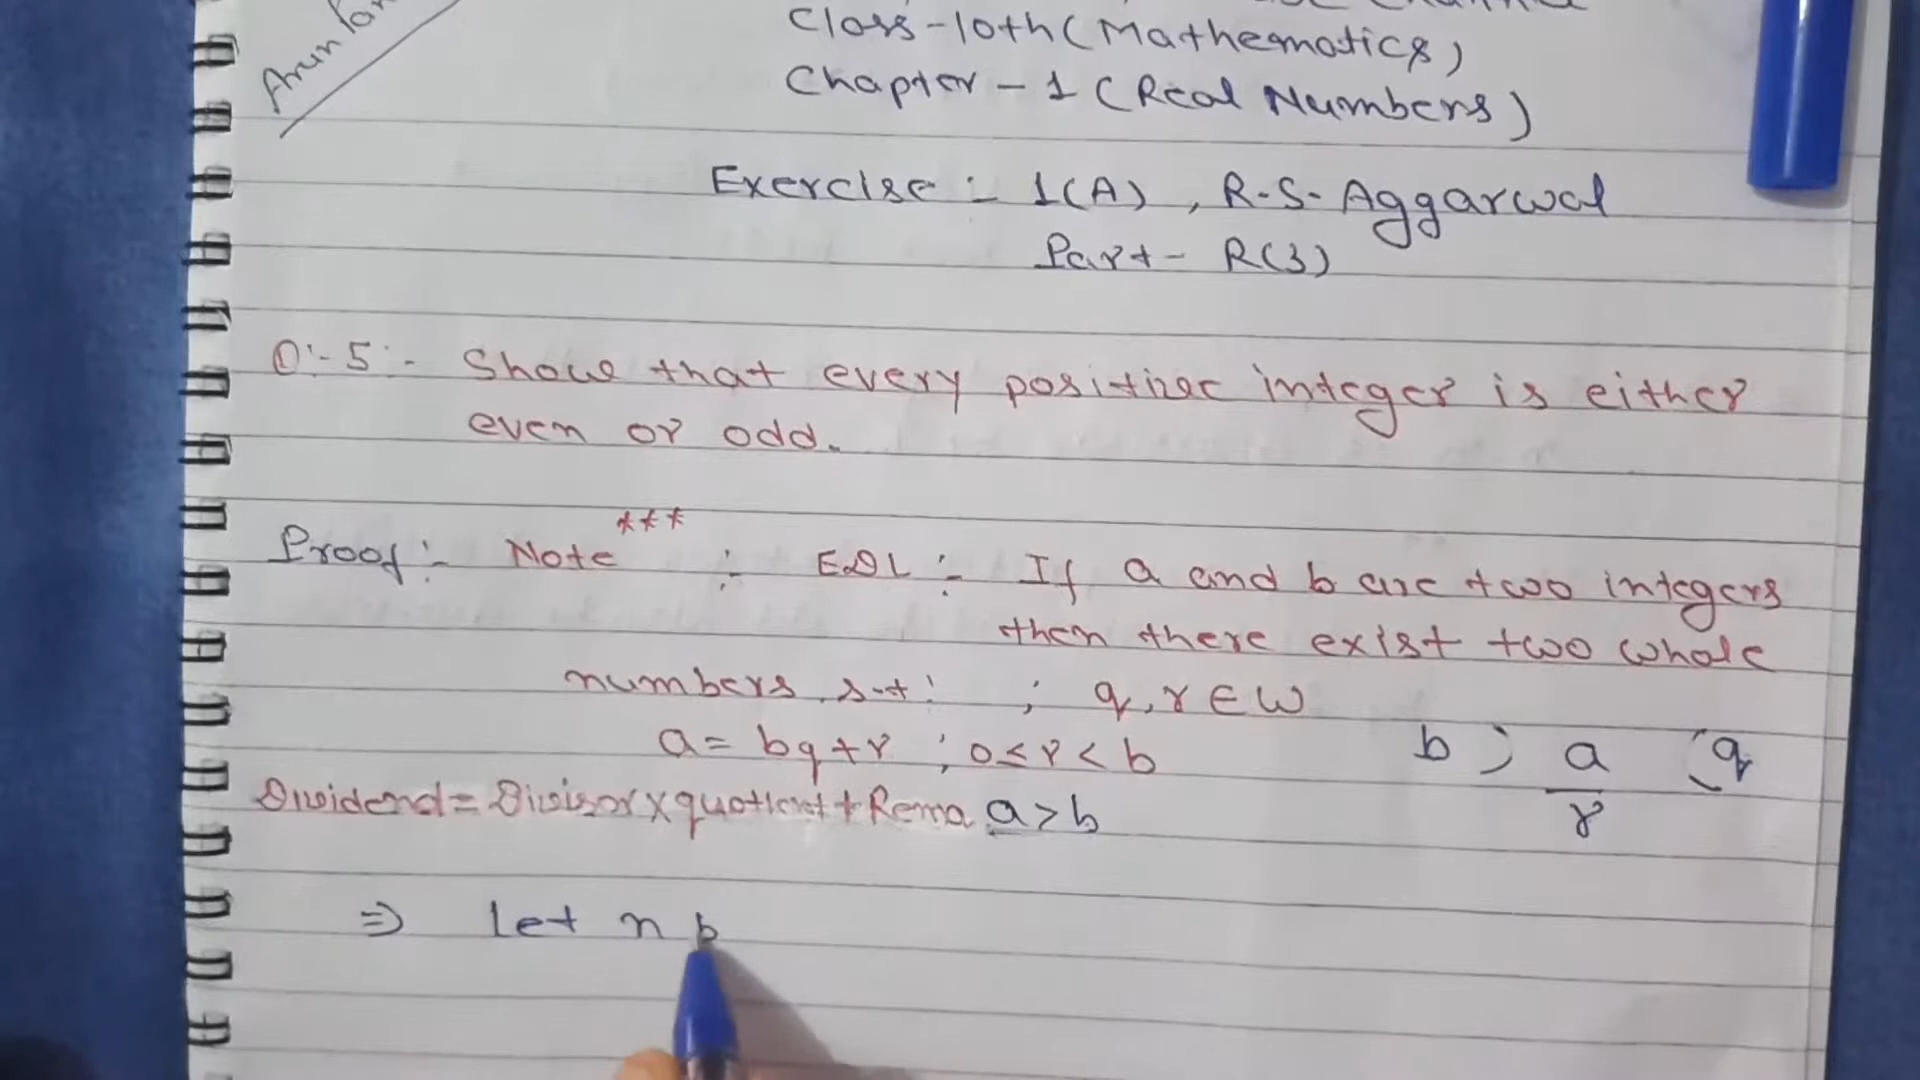 Arun
Class-10th (Mathematics)
Chapter-1 (Real Numbers)
Exercise:- 1(A), R.S. Aggarwal
Part- R(3)
Q:-5:- Show that every positive integer is either
even or odd.
Proof:- Note*** :- EDL:- If a and b are two integers
then there exist two whole
numbers s.t: ; q, r ∈ W
a = bq + r ; 0 ≤ r < b
b ) a ( q
r
Dividend = Divisor x quotient + Rema a > b
⇒ Let n b